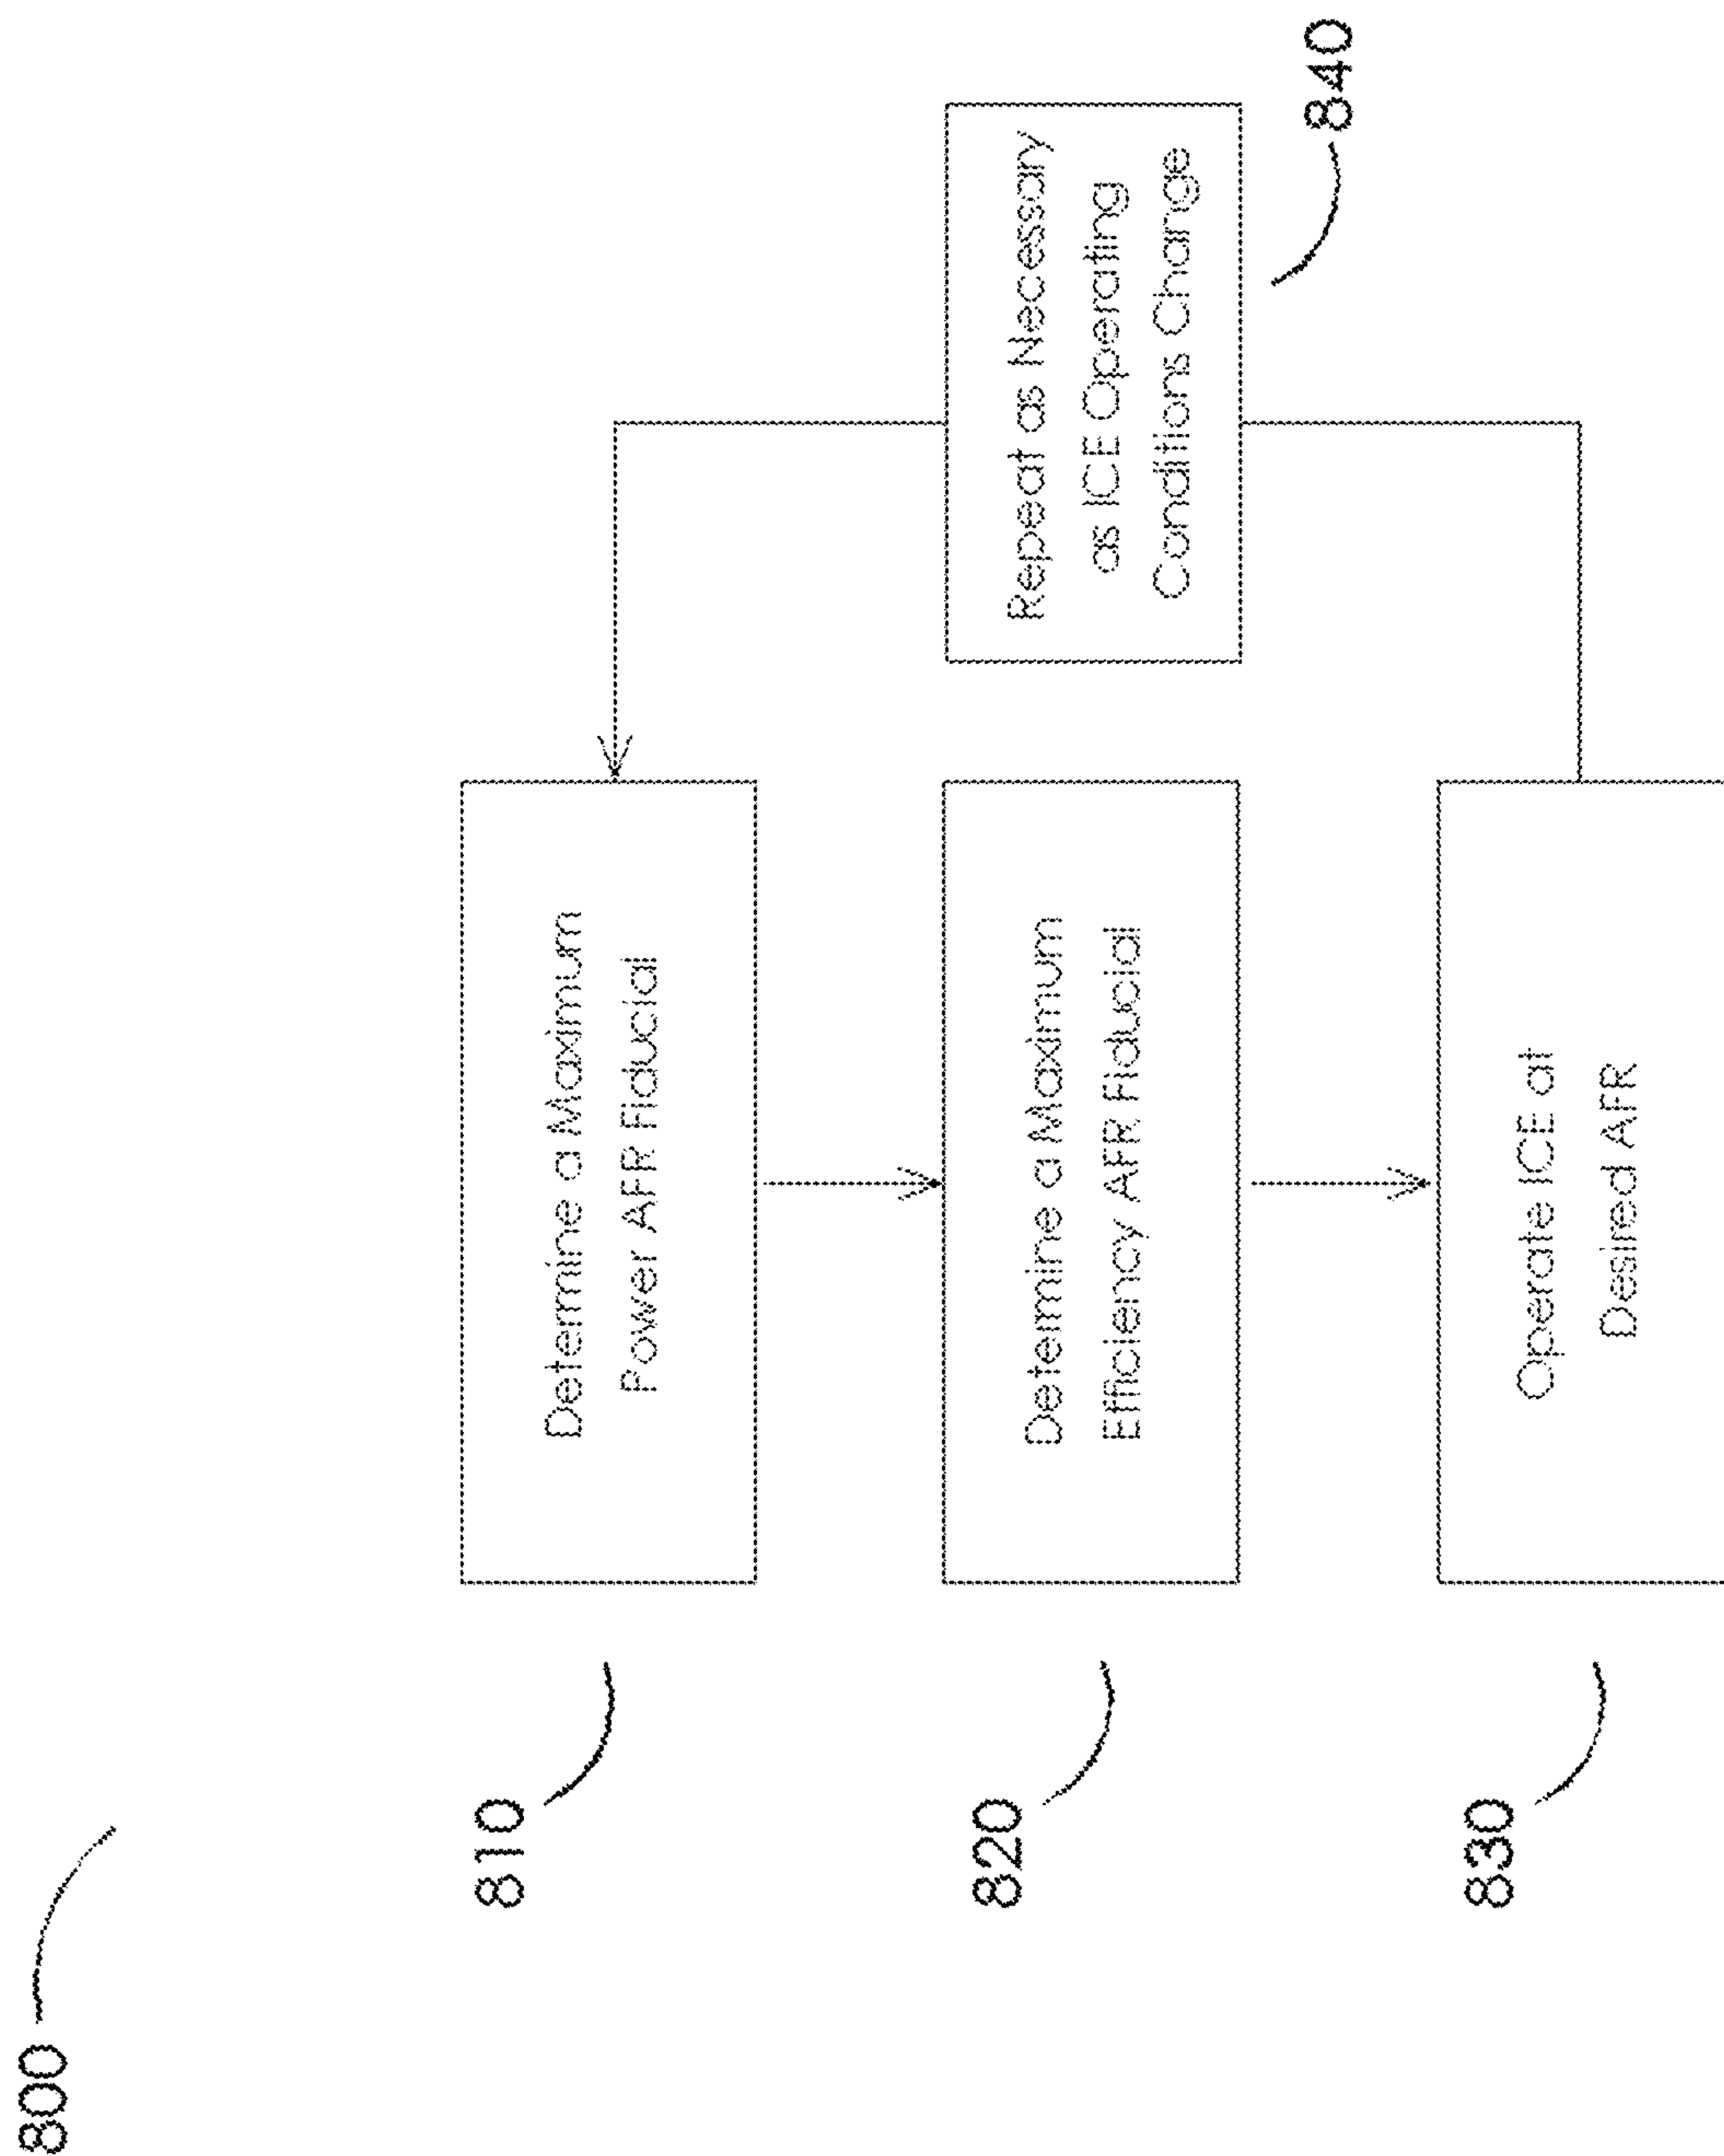 800
810
Determine a Maximum
Power AFR Fiducial
820
Determine a Maximum
Efficiency AFR Fiducial
830
Operate ICE at
Desired AFR
Repeat as Necessary
as ICE Operating
Conditions Change
840